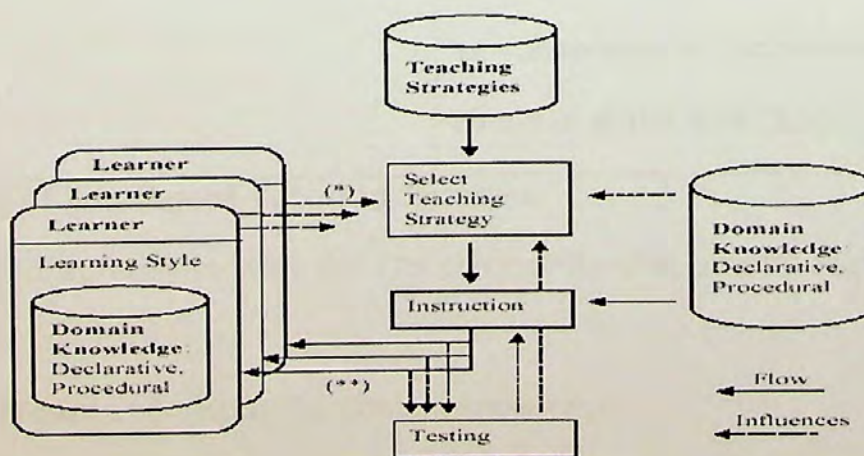 Teaching
Strategies
Learner
Learner
Learner
(*)
Select
Teaching
Strategy
Learning Style
Domain
Knowledge:
Declarative,
Procedural
Instruction
Domain
Knowledge
Declarative,
Procedural
(**)
Testing
Flow
Influences